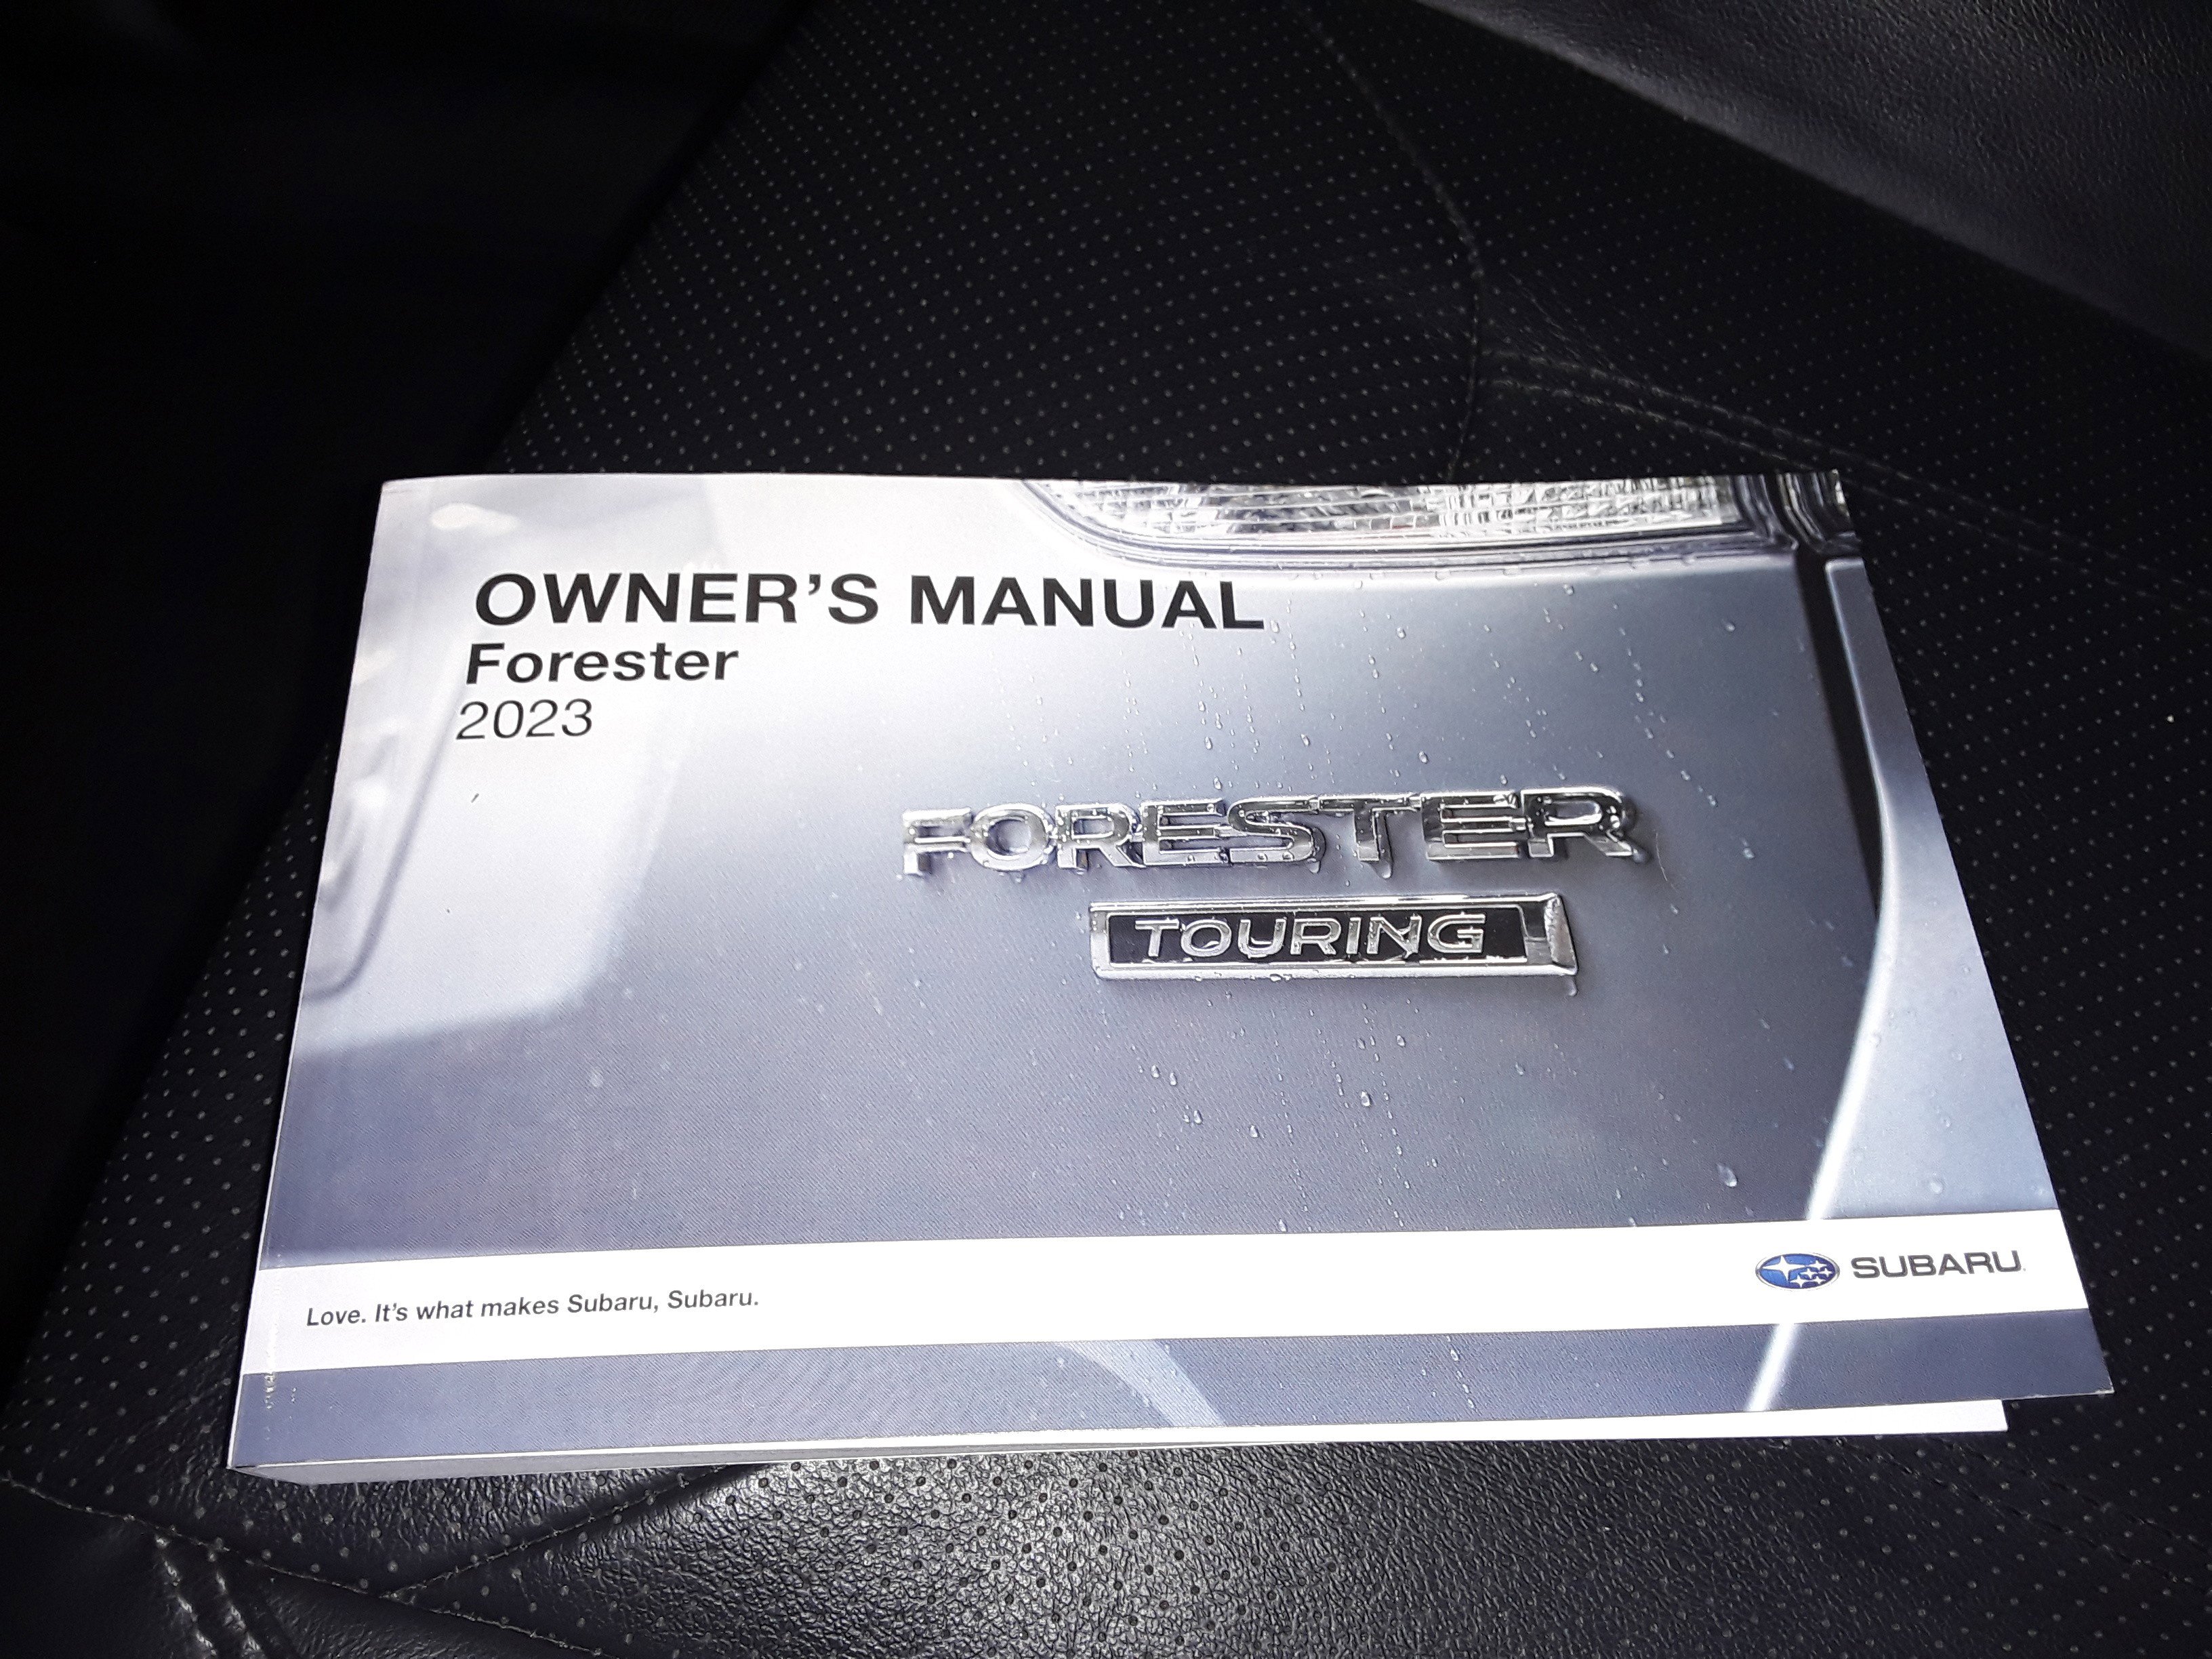 OWNER'S MANUAL
Forester
2023
FORESTER
TOURING
SUBARU
Love. It's what makes Subaru, Subaru.